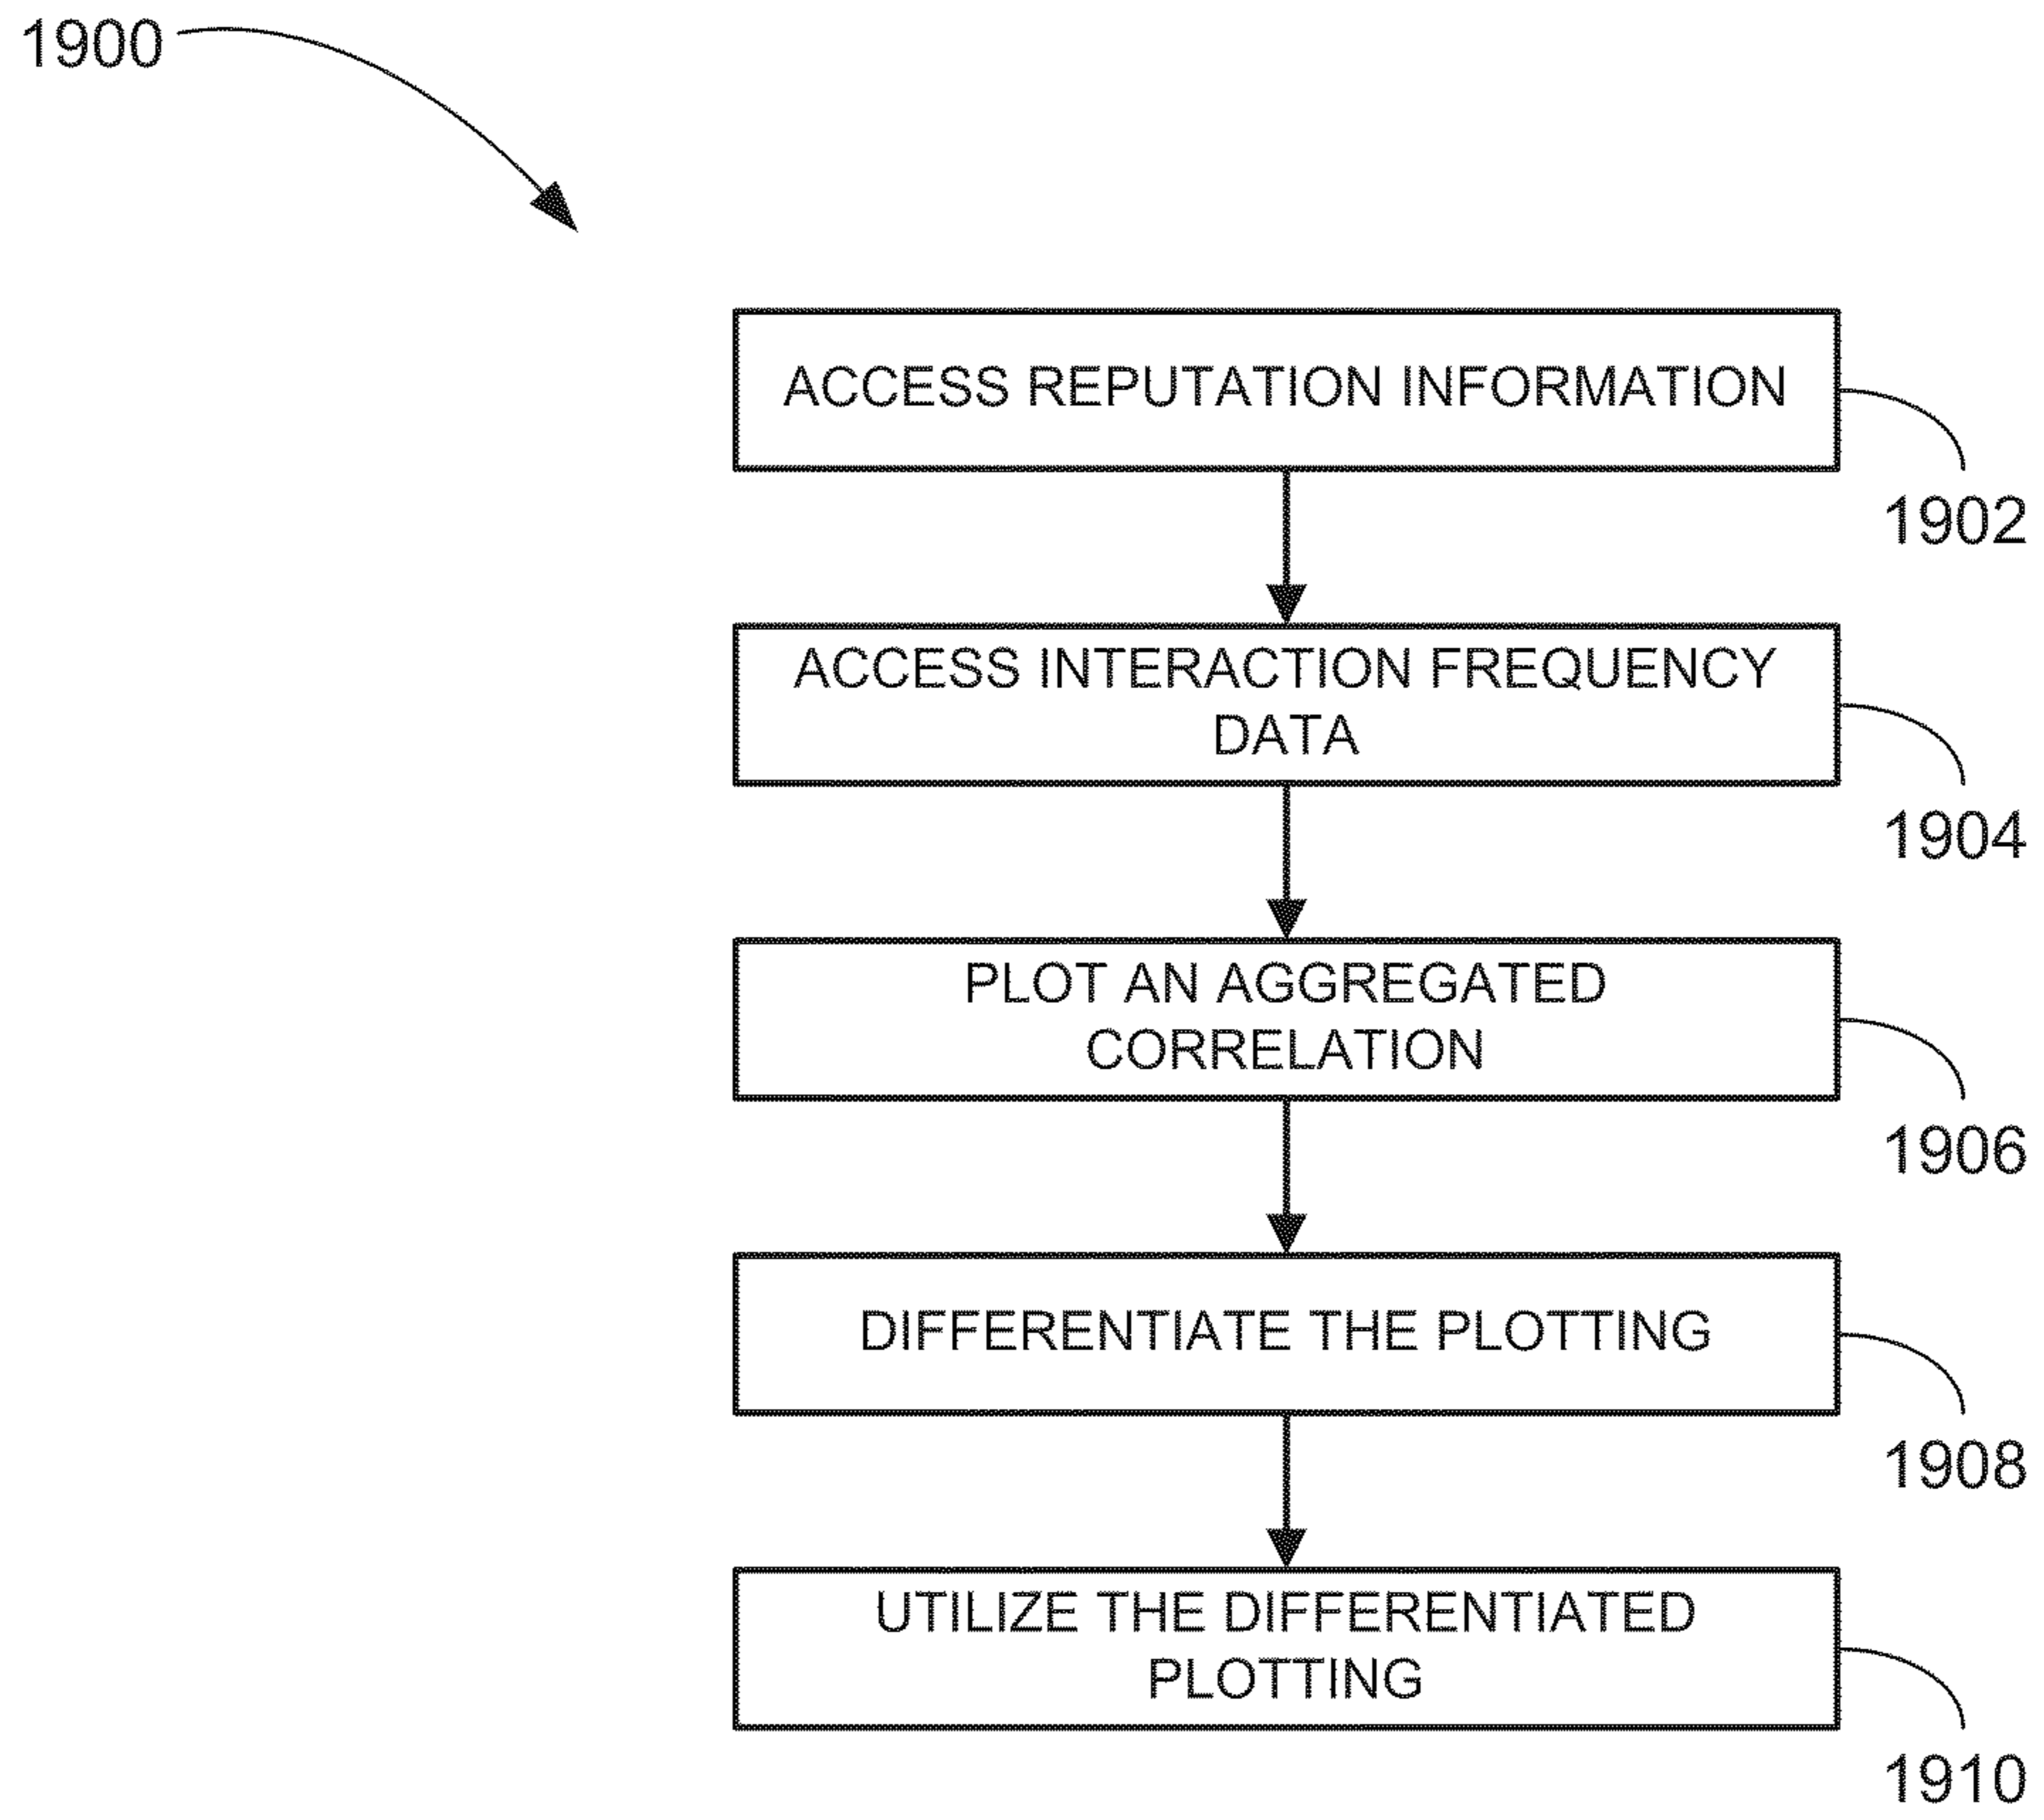 1900
ACCESS REPUTATION INFORMATION
1902
ACCESS INTERACTION FREQUENCY
DATA
1904
PLOT AN AGGREGATED
CORRELATION
1906
DIFFERENTIATE THE PLOTTING
1908
UTILIZE THE DIFFERENTIATED
PLOTTING
1910